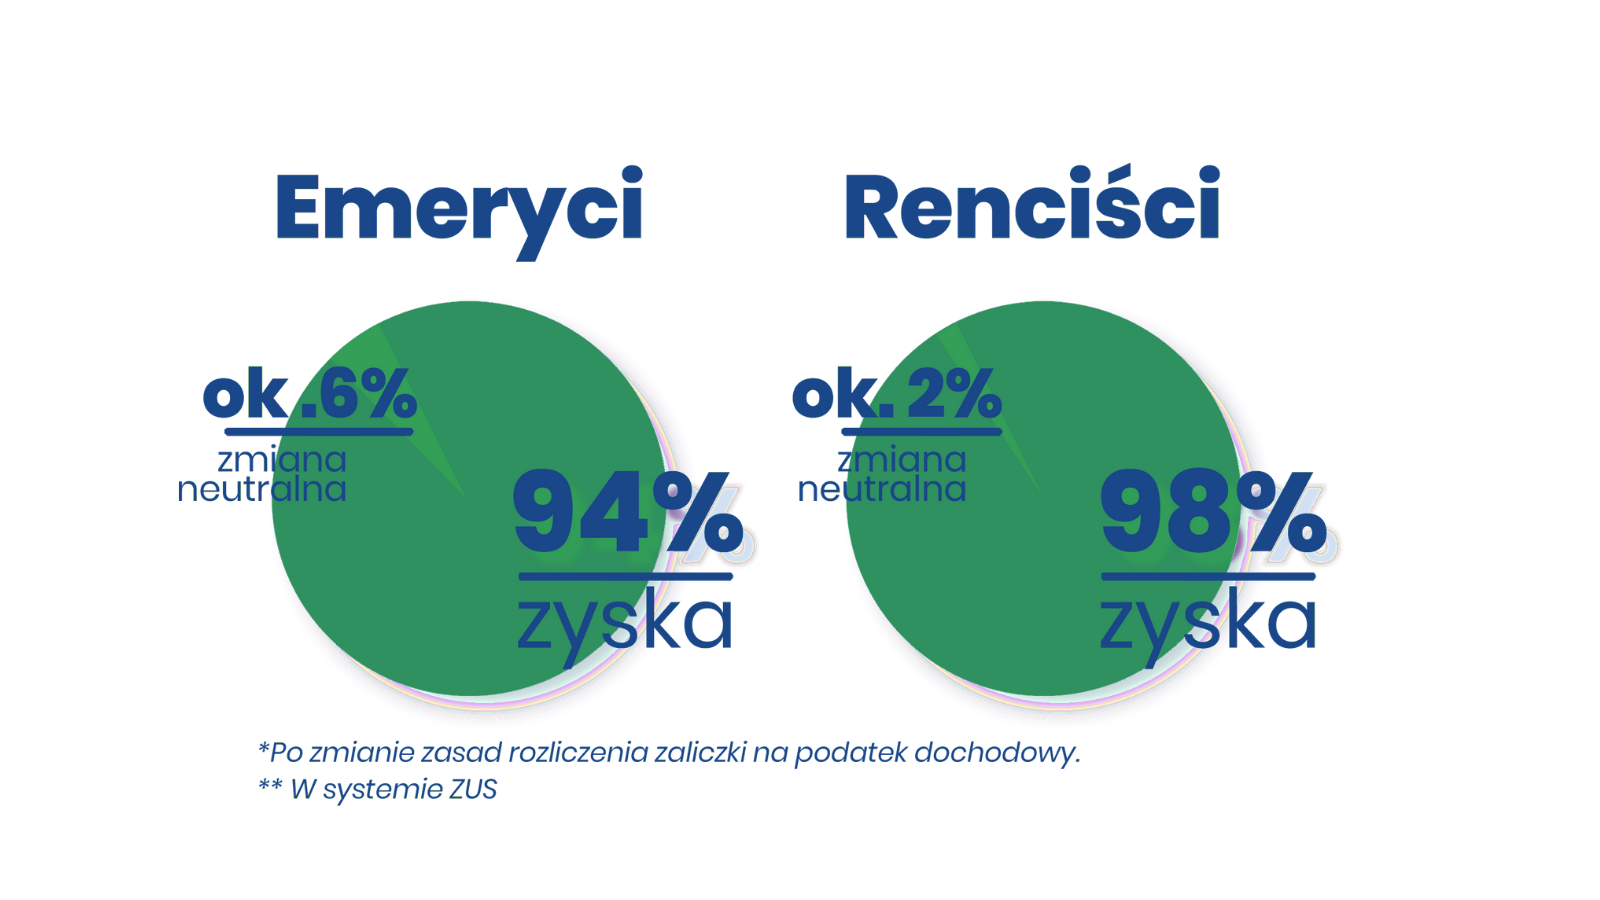 Emeryci
ok .6%
zmiana
neutralna
94%
zyska
Renciści
ok. 2%
zmiana
neutralna
98%
zyska
*Po zmianie zasad rozliczenia zaliczki na podatek dochodowy.
** W systemie ZUS